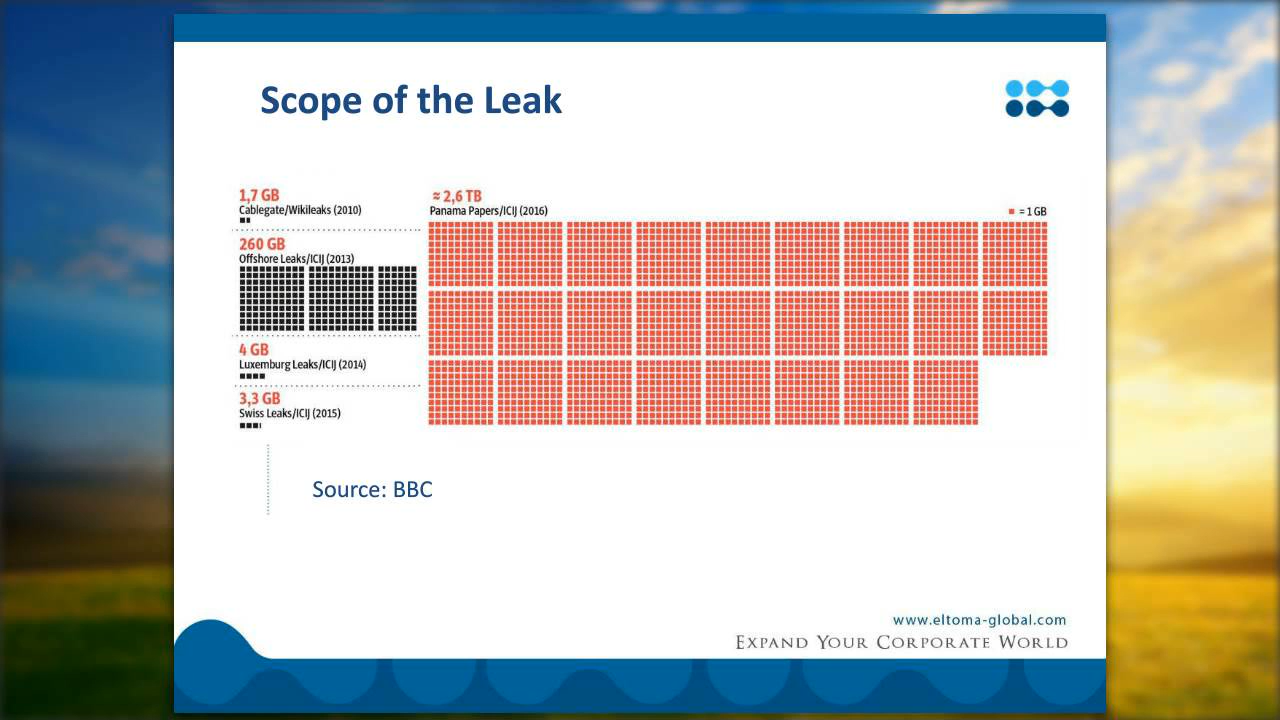 Scope of the Leak
1,7 GB
Cablegate/Wikileaks (2010)
260 GB
Offshore Leaks/ICIJ (2013)
4 GB
Luxemburg Leaks/ICIJ (2014)
3,3 GB
Swiss Leaks/ICIJ (2015)
≈ 2,6 TB
Panama Papers/ICIJ (2016)
= 1 GB
Source: BBC
www.eltoma-global.com
Expand Your Corporate World